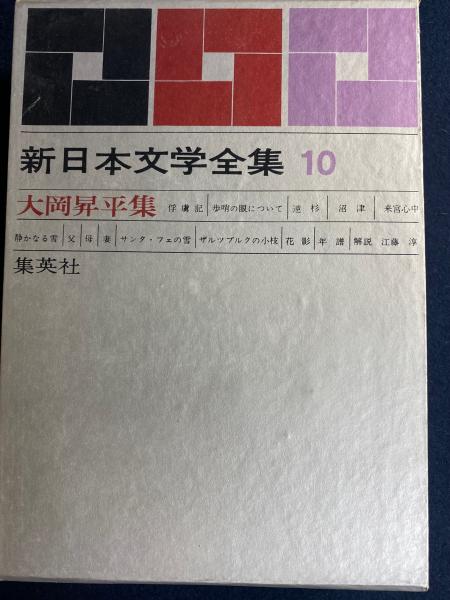 新日本文学全集 10
大岡昇平集 俘虜記 歩哨の眼について 逆杉 沼津 来宮心中
静かなる雪 父 母 妻 サンタ・フェの雪 ザルツブルクの小枝 花影 年譜 解説 江藤淳
集英社